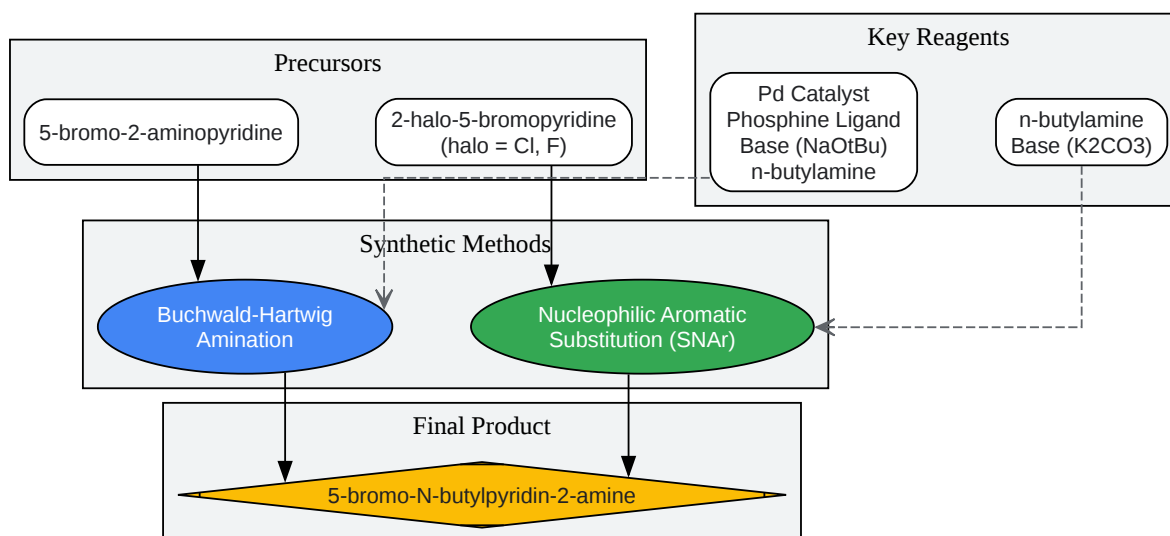 Precursors
5-bromo-2-aminopyridine
2-halo-5-bromopyridine
(halo = Cl, F)
Key Reagents
Pd Catalyst
Phosphine Ligand
Base (NaOtBu)
n-butylamine
n-butylamine
Base (K2CO3)
Synthetic Methods
Buchwald-Hartwig
Amination
Nucleophilic Aromatic
Substitution (SNAr)
Final Product
5-bromo-N-butylpyridin-2-amine